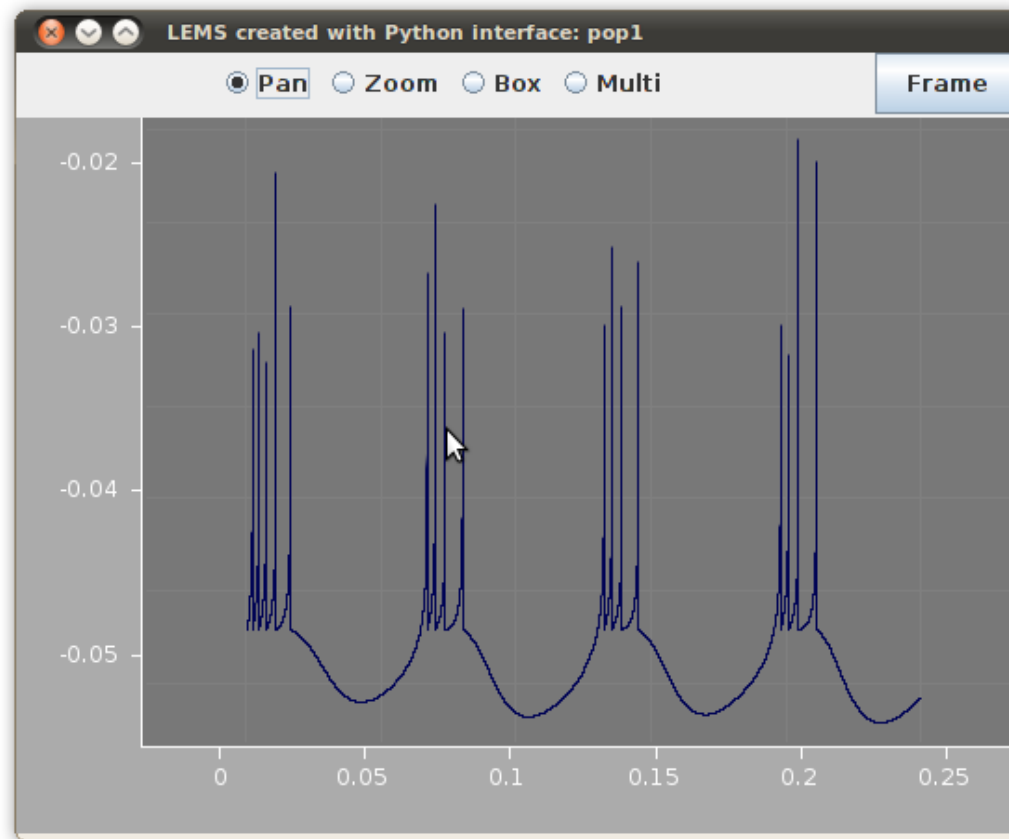 LEMS created with Python interface: pop1
Pan Zoom Box Multi Frame
-0.02
-0.03
-0.04
-0.05
0 0.05 0.1 0.15 0.2 0.25